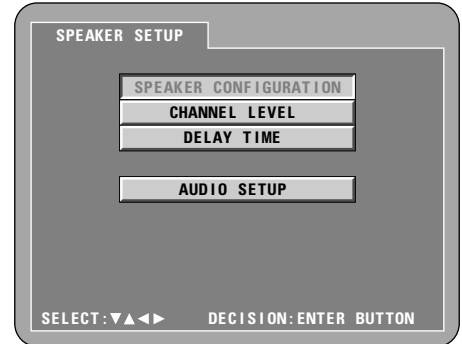 SPEAKER SETUP
SPEAKER CONFIGURATION
CHANNEL LEVEL
DELAY TIME
AUDIO SETUP
SELECT:▼▲◀▶ DECISION:ENTER BUTTON